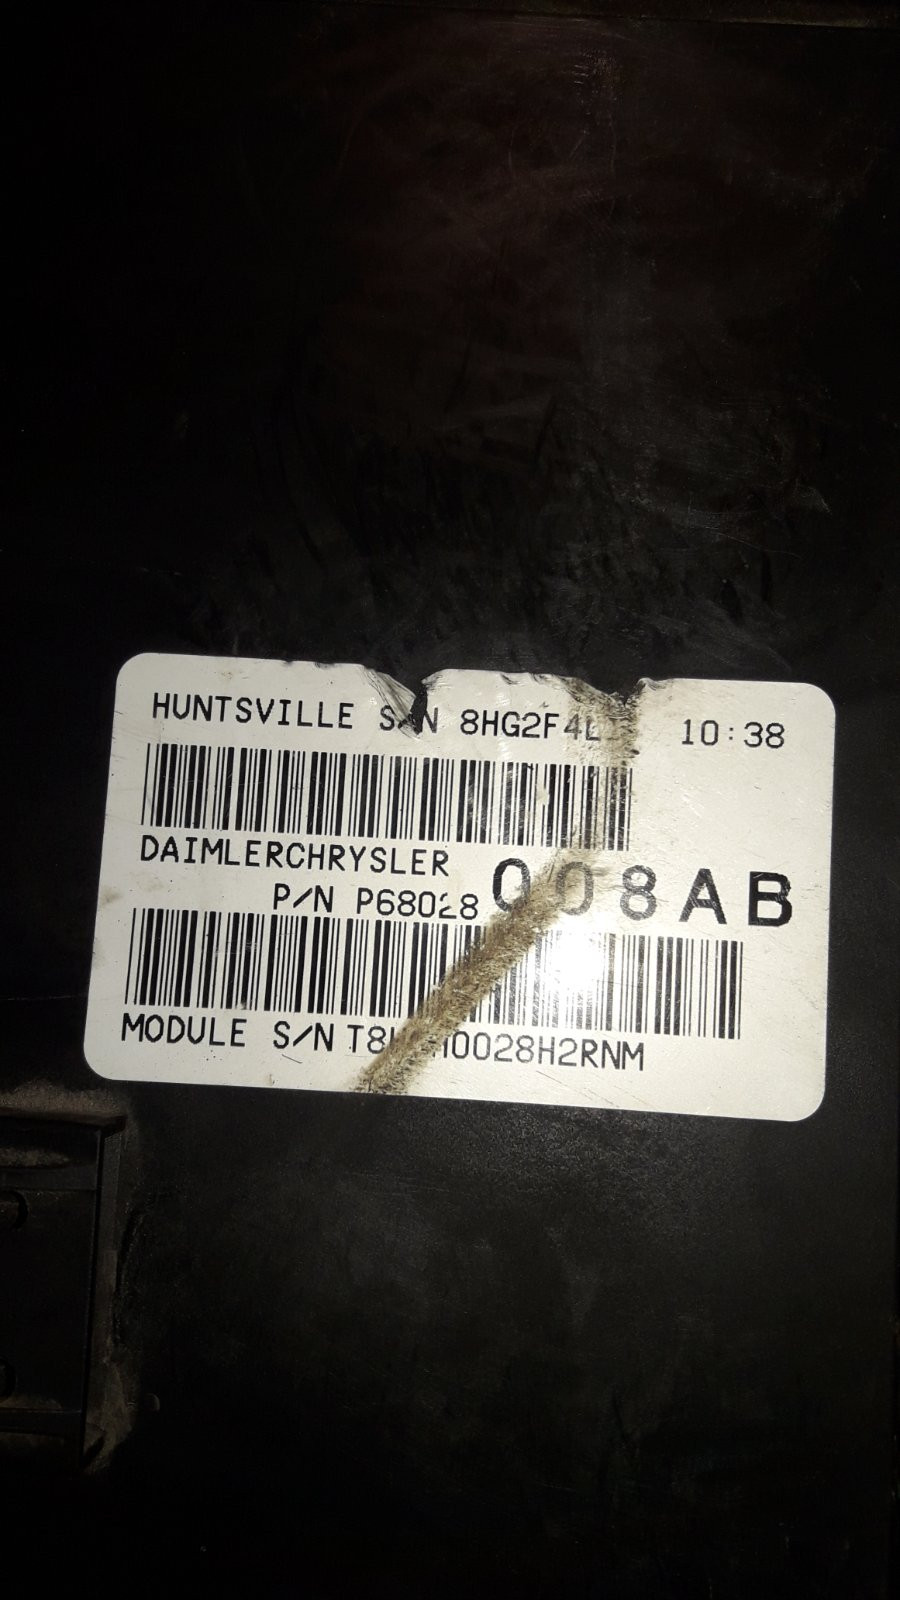 HUNTSVILLE S/N 10:38
DAIMLERCHRYSLER
P/N P68028 008AB
MODULE S/N